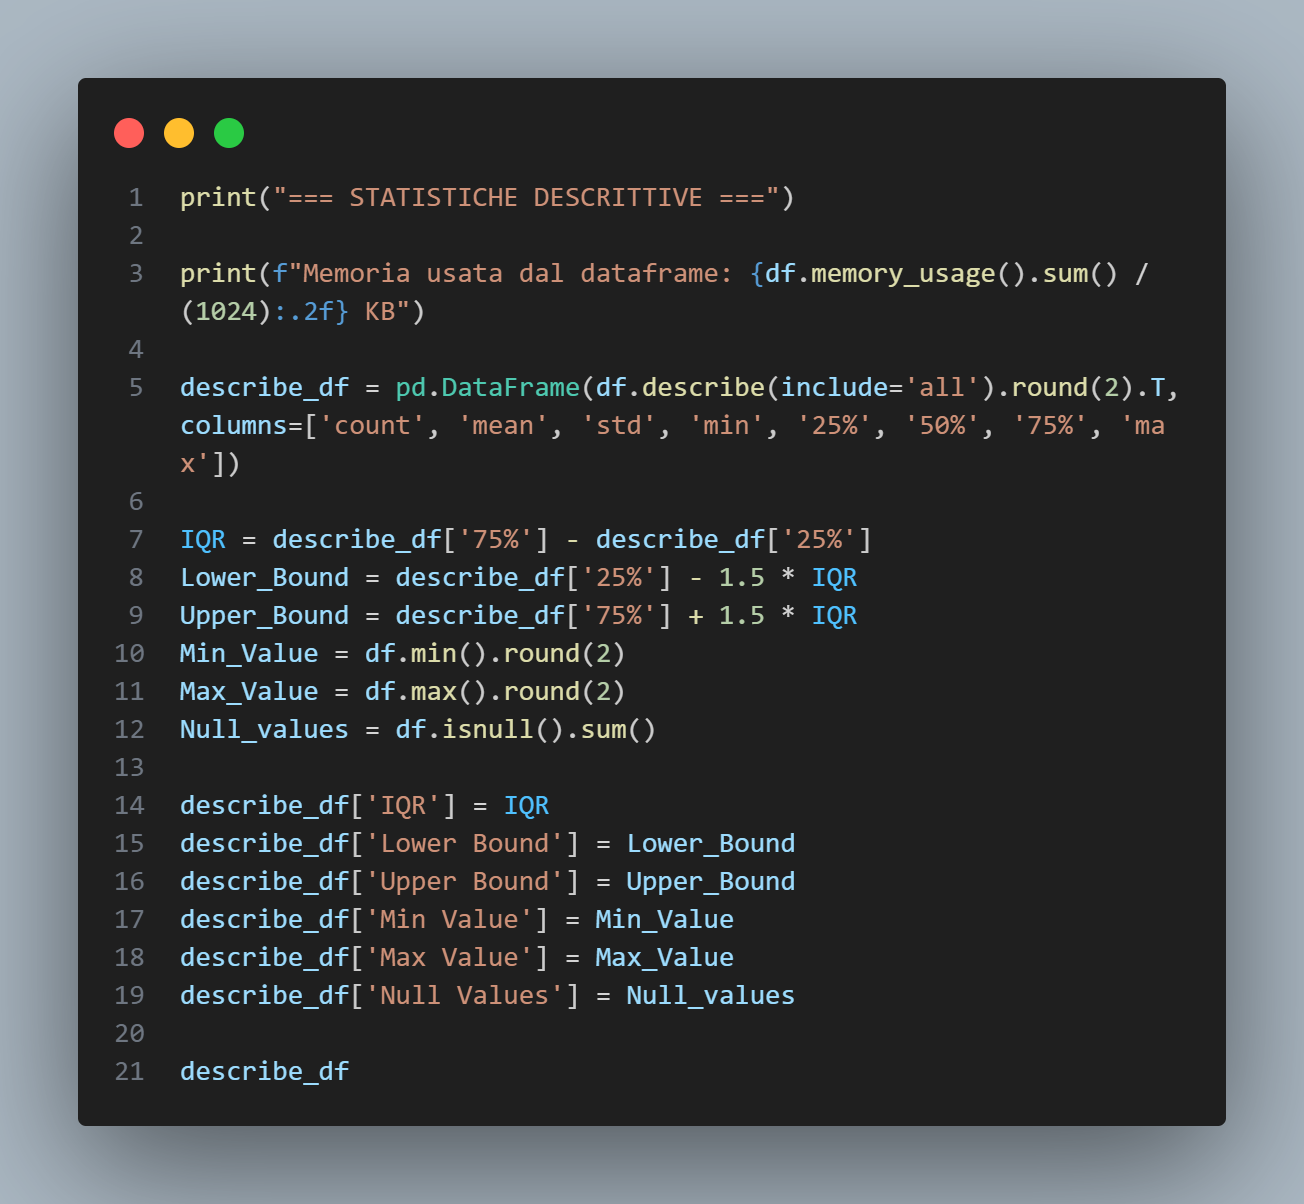 1 print("=== STATISTICHE DESCRITTIVE ===")
2
3 print(f"Memoria usata dal dataframe: {df.memory_usage().sum() /
(1024):.2f} KB")
4
5 describe_df = pd.DataFrame(df.describe(include='all').round(2).T,
columns=['count', 'mean', 'std', 'min', '25%', '50%', '75%', 'ma
x'])
6
7 IQR = describe_df['75%'] - describe_df['25%']
8 Lower_Bound = describe_df['25%'] - 1.5 * IQR
9 Upper_Bound = describe_df['75%'] + 1.5 * IQR
10 Min_Value = df.min().round(2)
11 Max_Value = df.max().round(2)
12 Null_values = df.isnull().sum()
13
14 describe_df['IQR'] = IQR
15 describe_df['Lower Bound'] = Lower_Bound
16 describe_df['Upper Bound'] = Upper_Bound
17 describe_df['Min Value'] = Min_Value
18 describe_df['Max Value'] = Max_Value
19 describe_df['Null Values'] = Null_values
20
21 describe_df